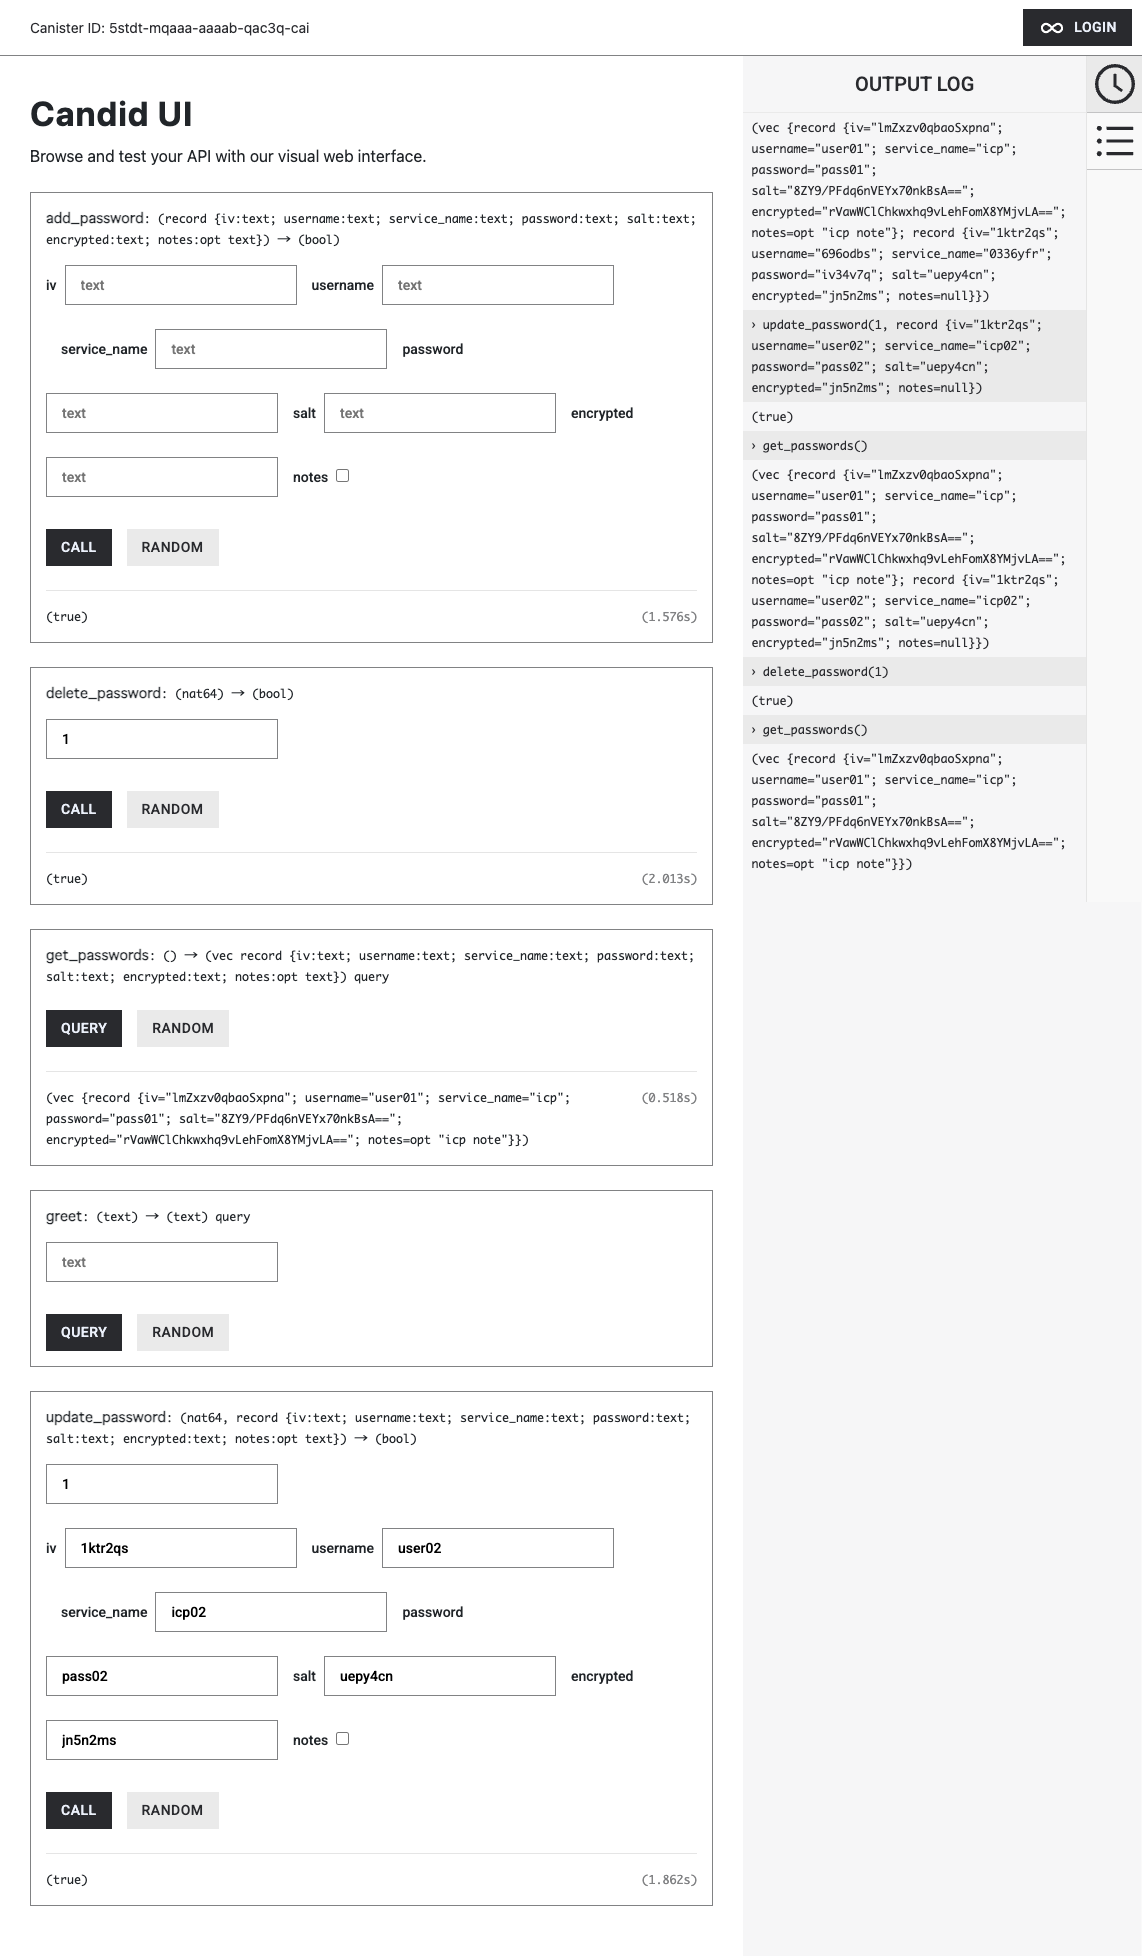 Canister ID: 5stdt-mqaaa-aaaab-qac3q-cai
LOGIN
Candid UI
Browse and test your API with our visual web interface.
add_password: (record {iv:text; username:text; service_name:text; password:text; salt:text;
encrypted:text; notes:opt text}) → (bool)
iv text username text
service_name text password
text salt text encrypted
text notes
CALL RANDOM
(true) (1.576s)
delete_password: (nat64) → (bool)
1
CALL RANDOM
(true) (2.013s)
get_passwords: () → (vec record {iv:text; username:text; service_name:text; password:text;
salt:text; encrypted:text; notes:opt text}) query
QUERY RANDOM
(vec {record {iv="lmZxzv0qbaoSxpna"; username="user01"; service_name="icp"; (0.518s)
password="pass01"; salt="8ZY9/PFdq6nVEYx70nkBsA==";
encrypted="rVawWClChkwxhq9vLehFomX8YMjvLA=="; notes=opt "icp note"}})
greet: (text) → (text) query
text
QUERY RANDOM
update_password: (nat64, record {iv:text; username:text; service_name:text; password:text;
salt:text; encrypted:text; notes:opt text}) → (bool)
1
iv 1ktr2qs username user02
service_name icp02 password
pass02 salt uepy4cn encrypted
jn5n2ms notes
CALL RANDOM
(true) (1.862s)
OUTPUT LOG
(vec {record {iv="lmZxzv0qbaoSxpna";
username="user01"; service_name="icp";
password="pass01";
salt="8ZY9/PFdq6nVEYx70nkBsA==";
encrypted="rVawWClChkwxhq9vLehFomX8YMjvLA==";
notes=opt "icp note"}; record {iv="1ktr2qs";
username="696odbs"; service_name="0336yfr";
password="iv34v7q"; salt="uepy4cn";
encrypted="jn5n2ms"; notes=null}})
› update_password(1, record {iv="1ktr2qs";
username="user02"; service_name="icp02";
password="pass02"; salt="uepy4cn";
encrypted="jn5n2ms"; notes=null})
(true)
› get_passwords()
(vec {record {iv="lmZxzv0qbaoSxpna";
username="user01"; service_name="icp";
password="pass01";
salt="8ZY9/PFdq6nVEYx70nkBsA==";
encrypted="rVawWClChkwxhq9vLehFomX8YMjvLA==";
notes=opt "icp note"}; record {iv="1ktr2qs";
username="user02"; service_name="icp02";
password="pass02"; salt="uepy4cn";
encrypted="jn5n2ms"; notes=null}})
› delete_password(1)
(true)
› get_passwords()
(vec {record {iv="lmZxzv0qbaoSxpna";
username="user01"; service_name="icp";
password="pass01";
salt="8ZY9/PFdq6nVEYx70nkBsA==";
encrypted="rVawWClChkwxhq9vLehFomX8YMjvLA==";
notes=opt "icp note"}})